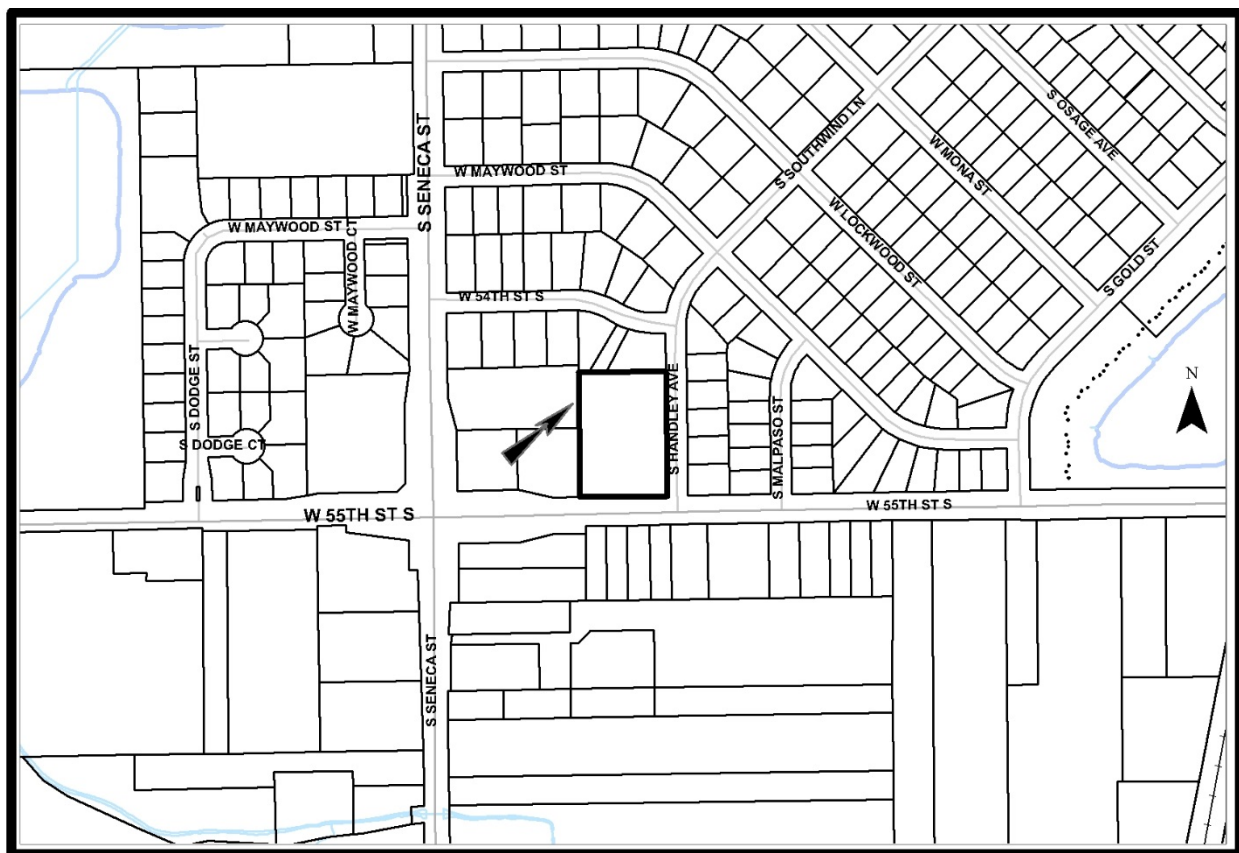 S SENECA ST
S OSAGE AVE
S SOUTHWIND LN
W MONA ST
W MAYWOOD ST
W LOCKWOOD ST
W MAYWOOD ST
W MAYWOOD CT
S GOLD ST
W 54TH ST S
S DODGE ST
N
S HANDLEY AVE
S MALPASO ST
S DODGE CT
W 55TH ST S
W 55TH ST S
S SENECA ST